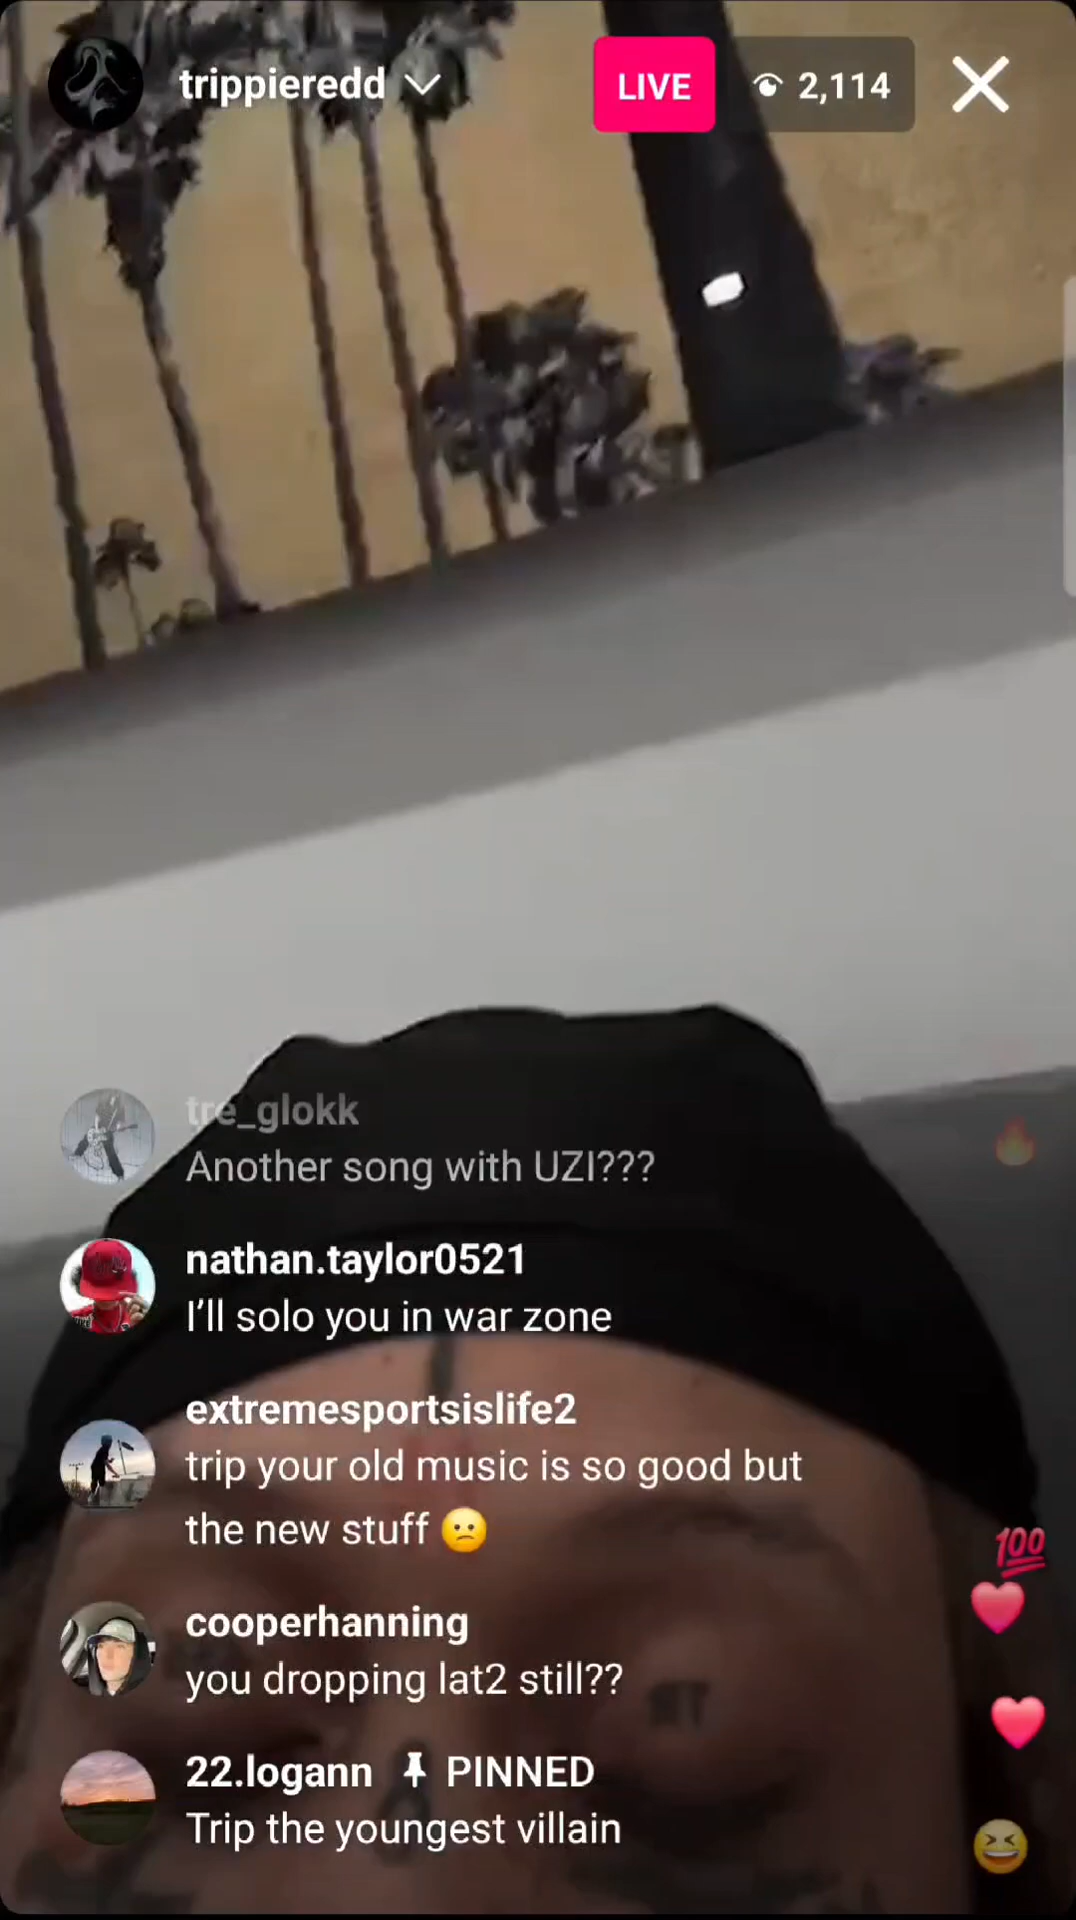 trippieredd
LIVE
2,114
tre_glokk
Another song with UZI???
nathan.taylor0521
I'll solo you in war zone
extremesportsislife2
trip your old music is so good but
the new stuff 😕
cooperhanning
you dropping lat2 still??
22.logann 📌 PINNED
Trip the youngest villain
💯